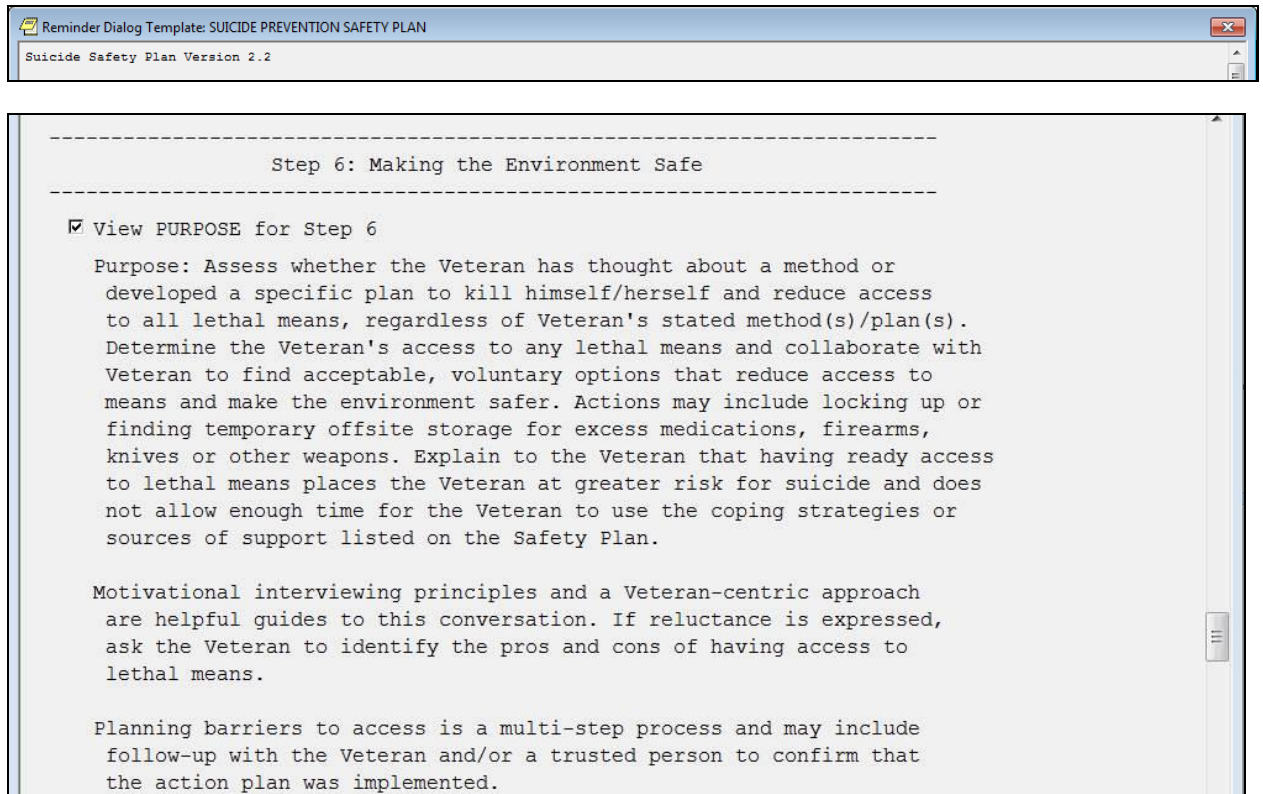 Reminder Dialog Template: SUICIDE PREVENTION SAFETY PLAN
Suicide Safety Plan Version 2.2
--------------------------------------------------------------------------
Step 6: Making the Environment Safe
--------------------------------------------------------------------------
View PURPOSE for Step 6
Purpose: Assess whether the Veteran has thought about a method or
developed a specific plan to kill himself/herself and reduce access
to all lethal means, regardless of Veteran's stated method(s)/plan(s).
Determine the Veteran's access to any lethal means and collaborate with
Veteran to find acceptable, voluntary options that reduce access to
means and make the environment safer. Actions may include locking up or
finding temporary offsite storage for excess medications, firearms,
knives or other weapons. Explain to the Veteran that having ready access
to lethal means places the Veteran at greater risk for suicide and does
not allow enough time for the Veteran to use the coping strategies or
sources of support listed on the Safety Plan.
Motivational interviewing principles and a Veteran-centric approach
are helpful guides to this conversation. If reluctance is expressed,
ask the Veteran to identify the pros and cons of having access to
lethal means.
Planning barriers to access is a multi-step process and may include
follow-up with the Veteran and/or a trusted person to confirm that
the action plan was implemented.